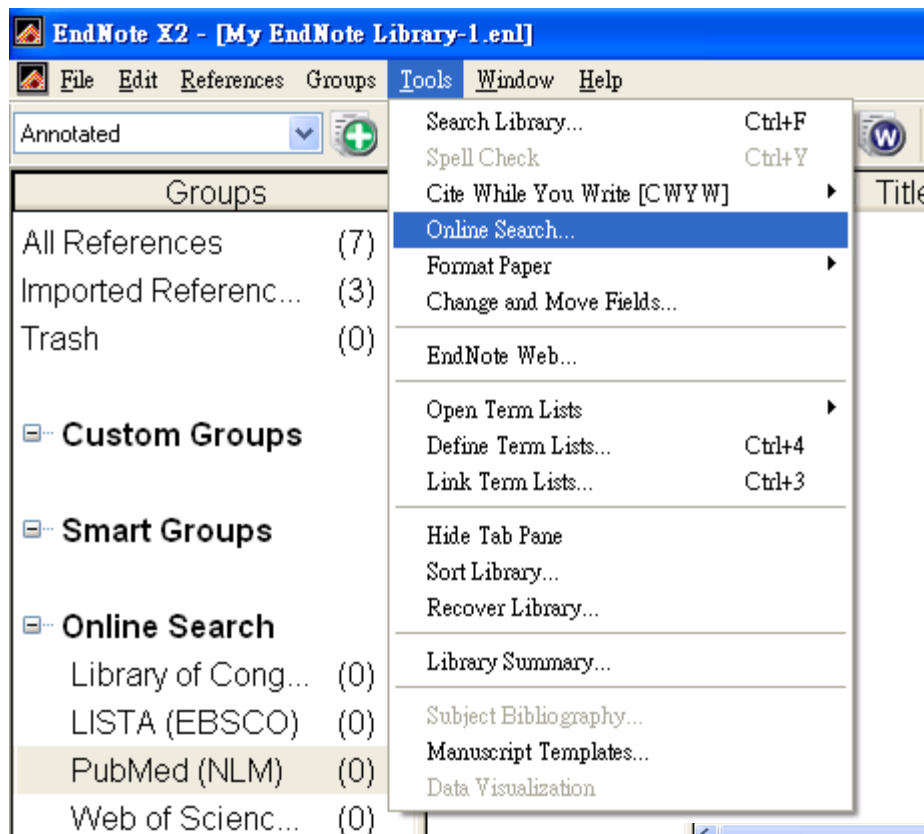 EndNote X2 - [My EndNote Library-1.enl]
File Edit References Groups Tools Window Help
Annotated
Groups
All References (7)
Imported Referenc... (3)
Trash (0)
Custom Groups
Smart Groups
Online Search
Library of Cong... (0)
LISTA (EBSCO) (0)
PubMed (NLM) (0)
Web of Scienc... (0)
Search Library... Ctrl+F
Spell Check Ctrl+Y
Cite While You Write [CWYW]
Online Search...
Format Paper
Change and Move Fields...
EndNote Web...
Open Term Lists
Define Term Lists... Ctrl+4
Link Term Lists... Ctrl+3
Hide Tab Pane
Sort Library...
Recover Library...
Library Summary...
Subject Bibliography...
Manuscript Templates...
Data Visualization
W
Title